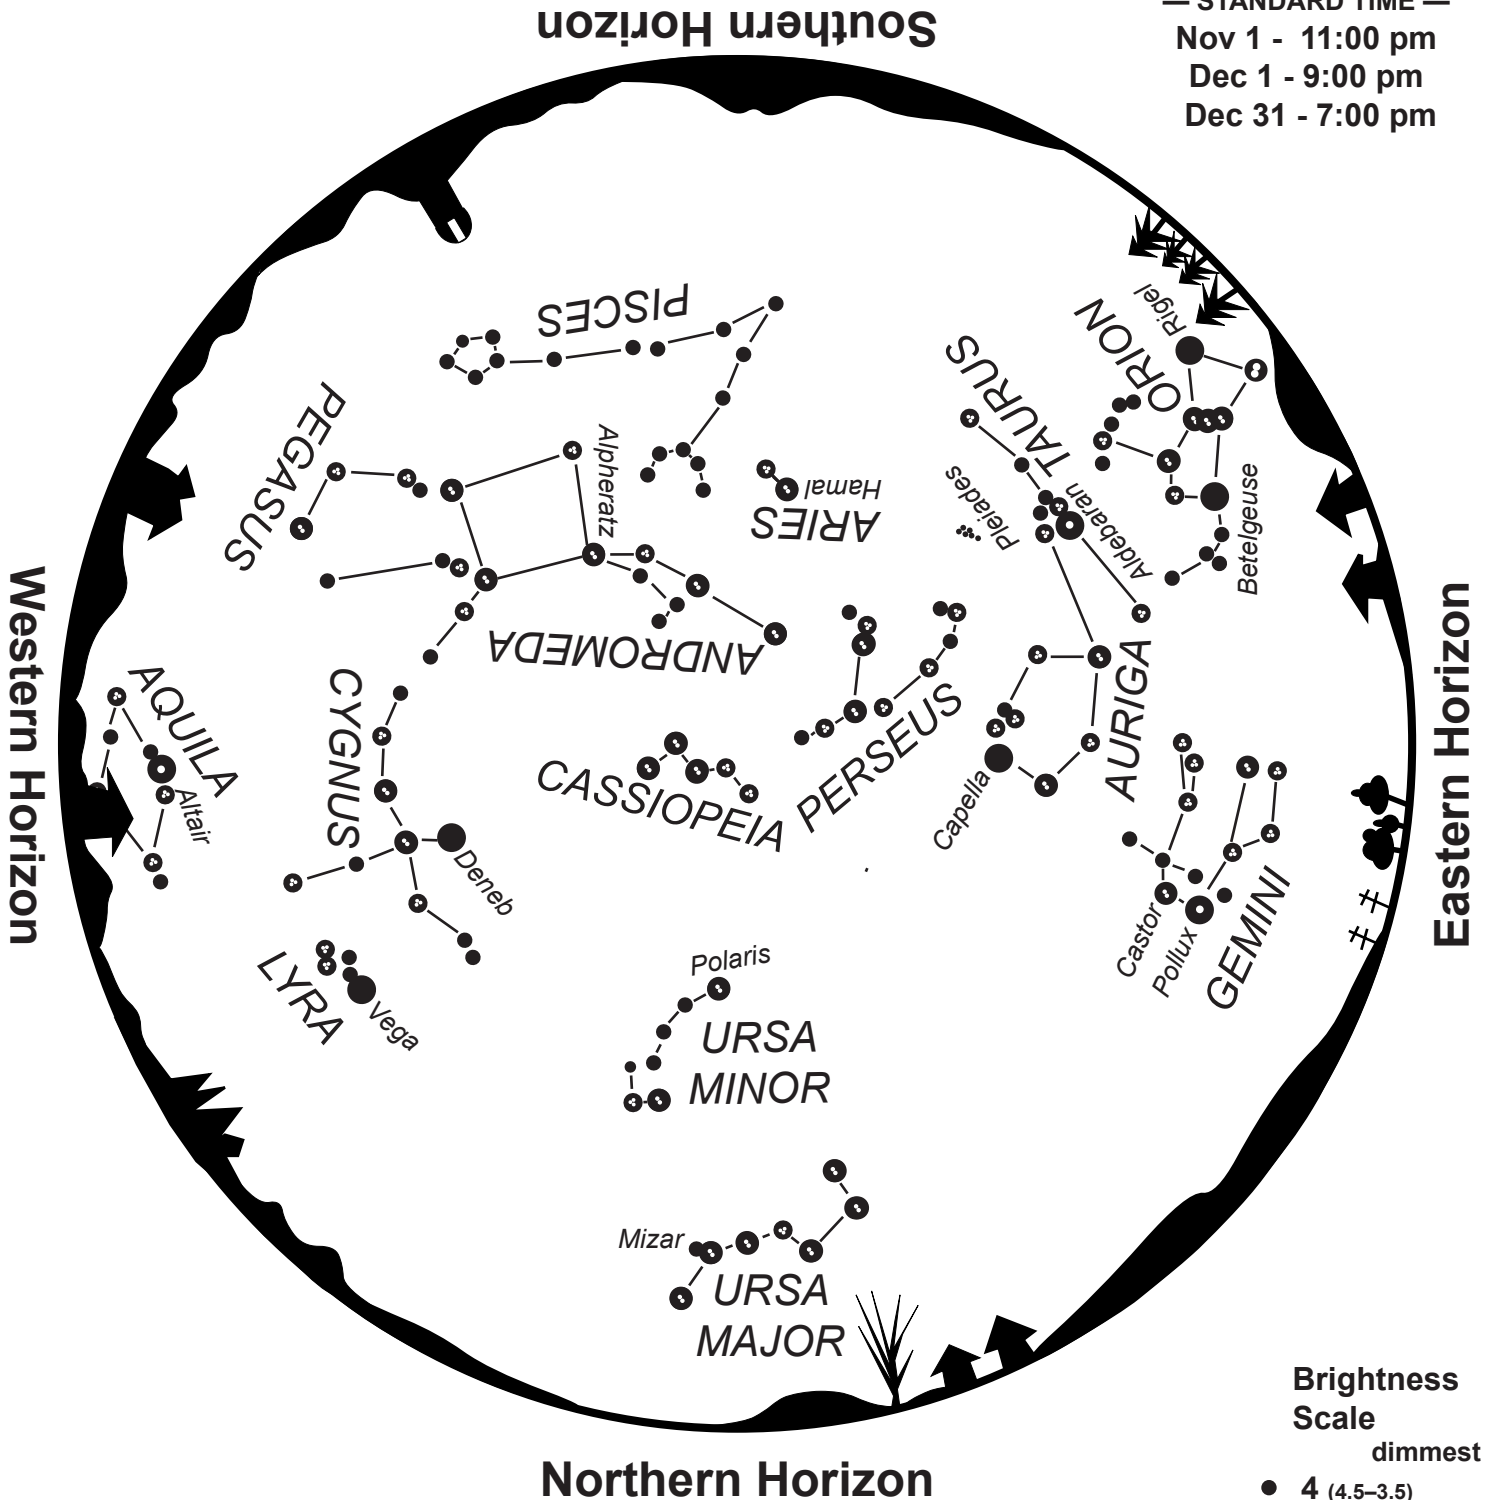 Southern Horizon
— STANDARD TIME —
Nov 1 - 11:00 pm
Dec 1 - 9:00 pm
Dec 31 - 7:00 pm
PISCES
Rigel
ORION
TAURUS
PEGASUS
Alpheratz
Hamal
ARIES
Pleiades
Aldebaran
Betelgeuse
Western Horizon
Eastern Horizon
ANDROMEDA
AQUILA
Altair
CYGNUS
Deneb
CASSIOPEIA
PERSEUS
AURIGA
Capella
LYRA
Vega
Castor
Pollux
GEMINI
Polaris
URSA
MINOR
Mizar
URSA
MAJOR
Northern Horizon
Brightness
Scale
dimmest
4 (4.5–3.5)